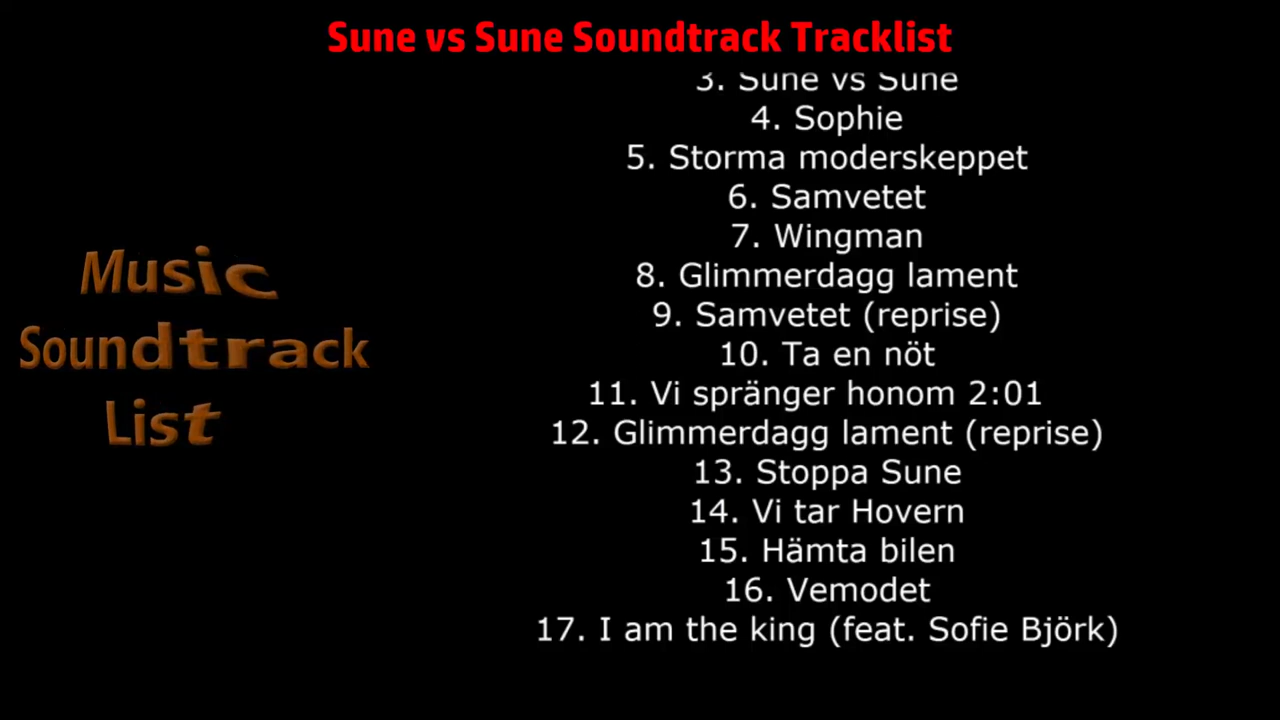 Sune vs Sune Soundtrack Tracklist
3. Sune vs Sune
4. Sophie
5. Storma moderskeppet
6. Samvetet
7. Wingman
8. Glimmerdagg lament
9. Samvetet (reprise)
10. Ta en nöt
11. Vi spränger honom 2:01
12. Glimmerdagg lament (reprise)
13. Stoppa Sune
14. Vi tar Hovern
15. Hämta bilen
16. Vemodet
17. I am the king (feat. Sofie Björk)
Music
Soundtrack
List